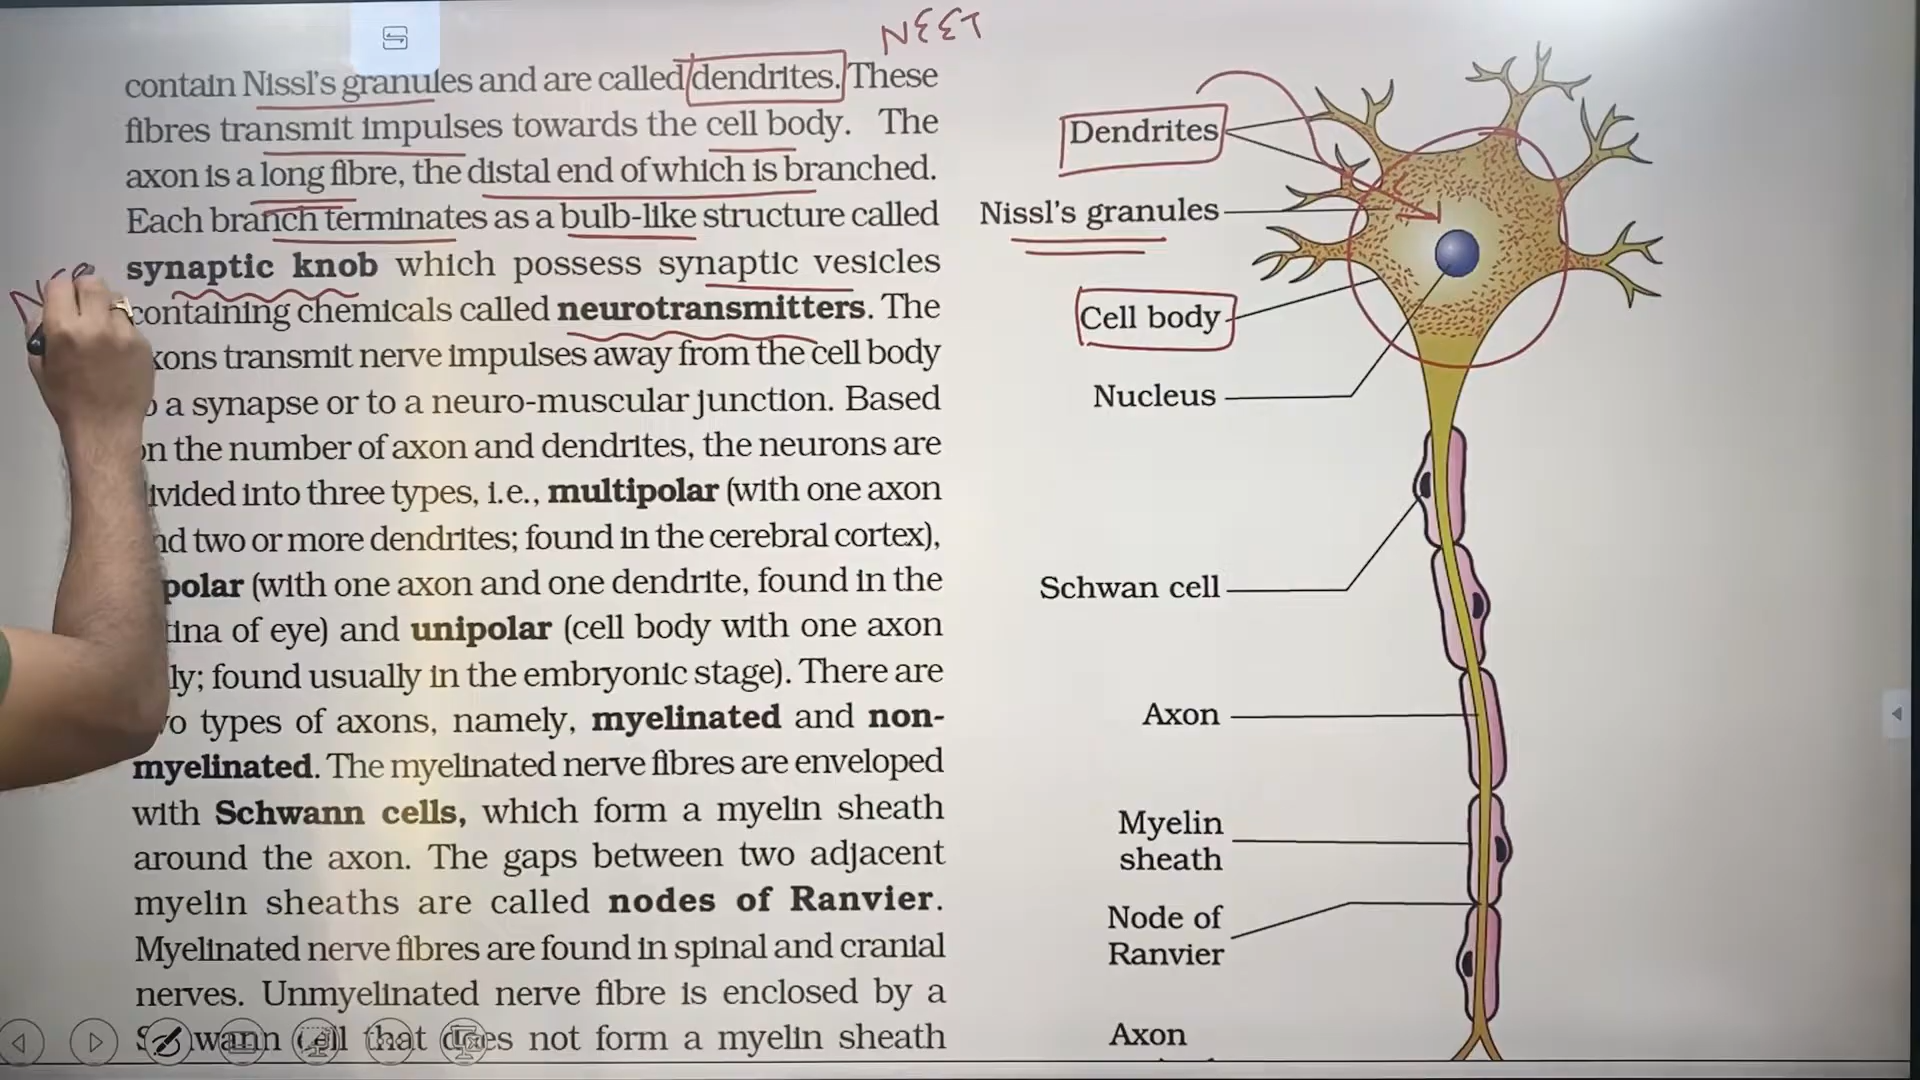 NEET
contain Nissl's granules and are called dendrites. These
fibres transmit impulses towards the cell body. The
axon is a long fibre, the distal end of which is branched.
Each branch terminates as a bulb-like structure called
synaptic knob which possess synaptic vesicles
containing chemicals called neurotransmitters. The
xons transmit nerve impulses away from the cell body
a synapse or to a neuro-muscular junction. Based
n the number of axon and dendrites, the neurons are
ivided into three types, i.e., multipolar (with one axon
nd two or more dendrites; found in the cerebral cortex),
polar (with one axon and one dendrite, found in the
tina of eye) and unipolar (cell body with one axon
ly; found usually in the embryonic stage). There are
o types of axons, namely, myelinated and non-
myelinated. The myelinated nerve fibres are enveloped
with Schwann cells, which form a myelin sheath
around the axon. The gaps between two adjacent
myelin sheaths are called nodes of Ranvier.
Myelinated nerve fibres are found in spinal and cranial
nerves. Unmyelinated nerve fibre is enclosed by a
Schwann cell that does not form a myelin sheath
Dendrites
Nissl's granules
Cell body
Nucleus
Schwan cell
Axon
Myelin
sheath
Node of
Ranvier
Axon